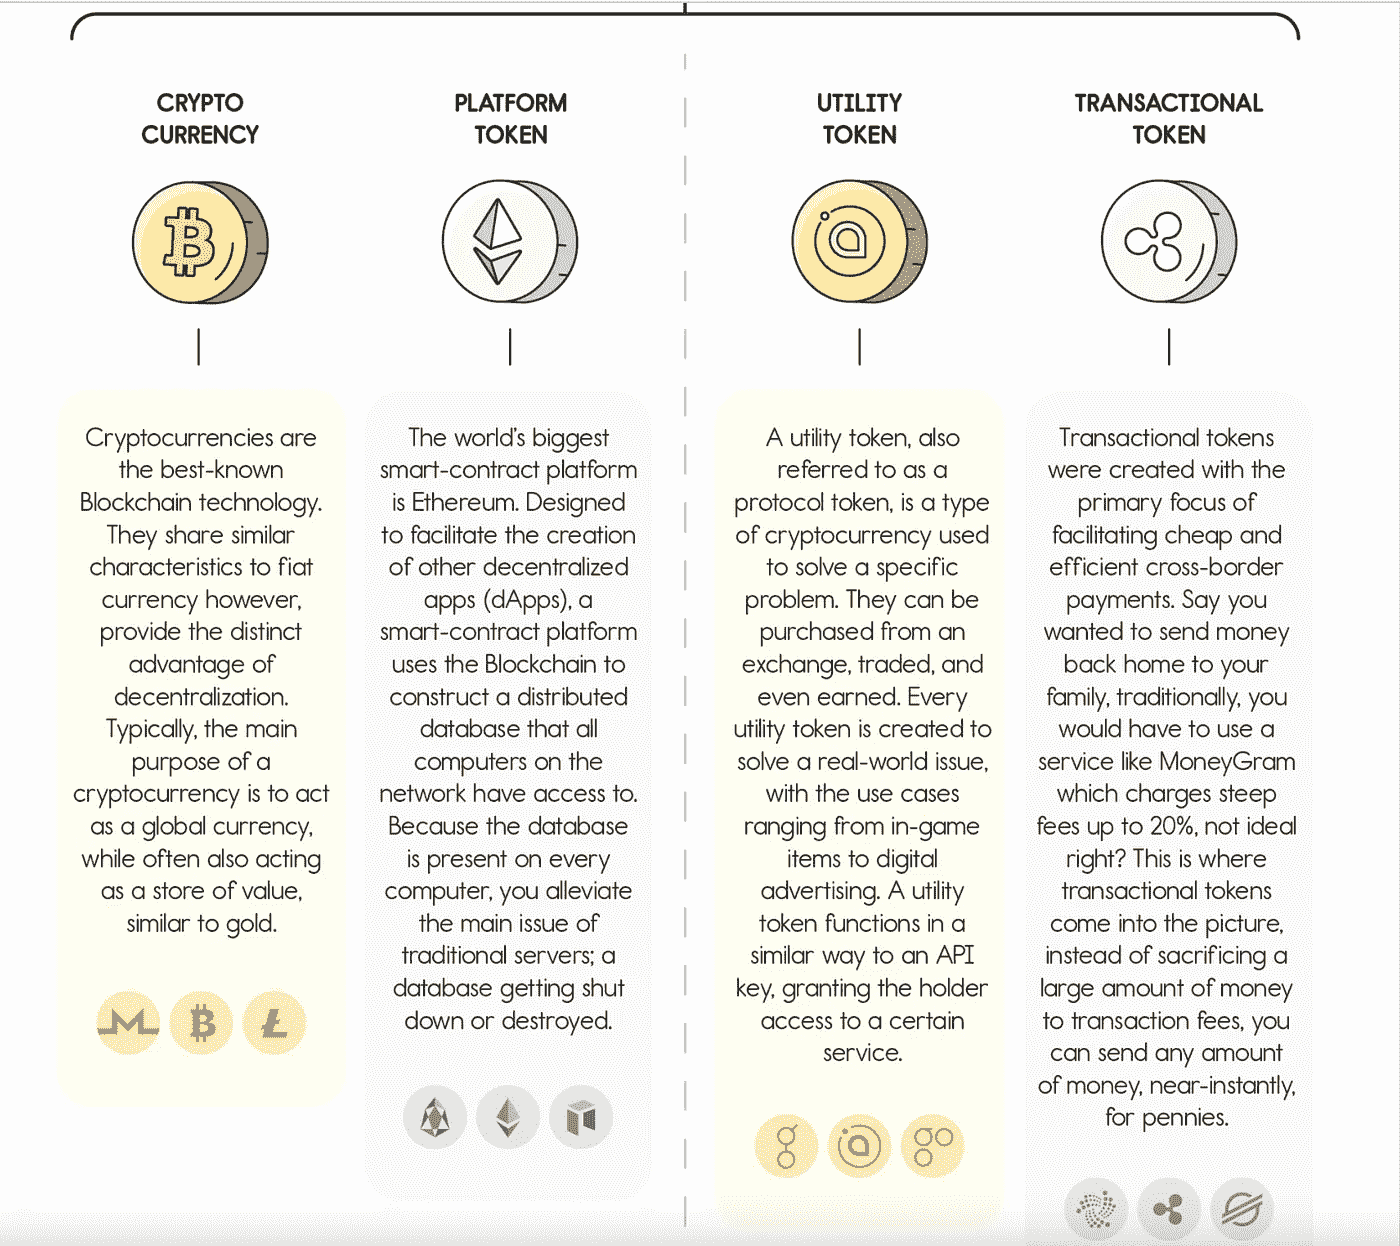 CRYPTO
CURRENCY
PLATFORM
TOKEN
UTILITY
TOKEN
TRANSACTIONAL
TOKEN
Cryptocurrencies are
the best-known
Blockchain technology.
They share similar
characteristics to fiat
currency however,
provide the distinct
advantage of
decentralization.
Typically, the main
purpose of a
cryptocurrency is to act
as a global currency,
while often also acting
as a store of value,
similar to gold.
The world's biggest
smart-contract platform
is Ethereum. Designed
to facilitate the creation
of other decentralized
apps (dApps), a
smart-contract platform
uses the Blockchain to
construct a distributed
database that all
computers on the
network have access to.
Because the database
is present on every
computer, you alleviate
the main issue of
traditional servers; a
database getting shut
down or destroyed.
A utility token, also
referred to as a
protocol token, is a type
of cryptocurrency used
to solve a specific
problem. They can be
purchased from an
exchange, traded, and
even earned. Every
utility token is created to
solve a real-world issue,
with the use cases
ranging from in-game
items to digital
advertising. A utility
token functions in a
similar way to an API
key, granting the holder
access to a certain
service.
Transactional tokens
were created with the
primary focus of
facilitating cheap and
efficient cross-border
payments. Say you
wanted to send money
back home to your
family, traditionally, you
would have to use a
service like MoneyGram
which charges steep
fees up to 20%, not ideal
right? This is where
transactional tokens
come into the picture,
instead of sacrificing a
large amount of money
to transaction fees, you
can send any amount
of money, near-instantly,
for pennies.